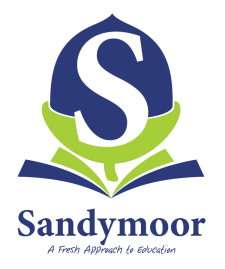 S
Sandymoor
A Fresh Approach to Education